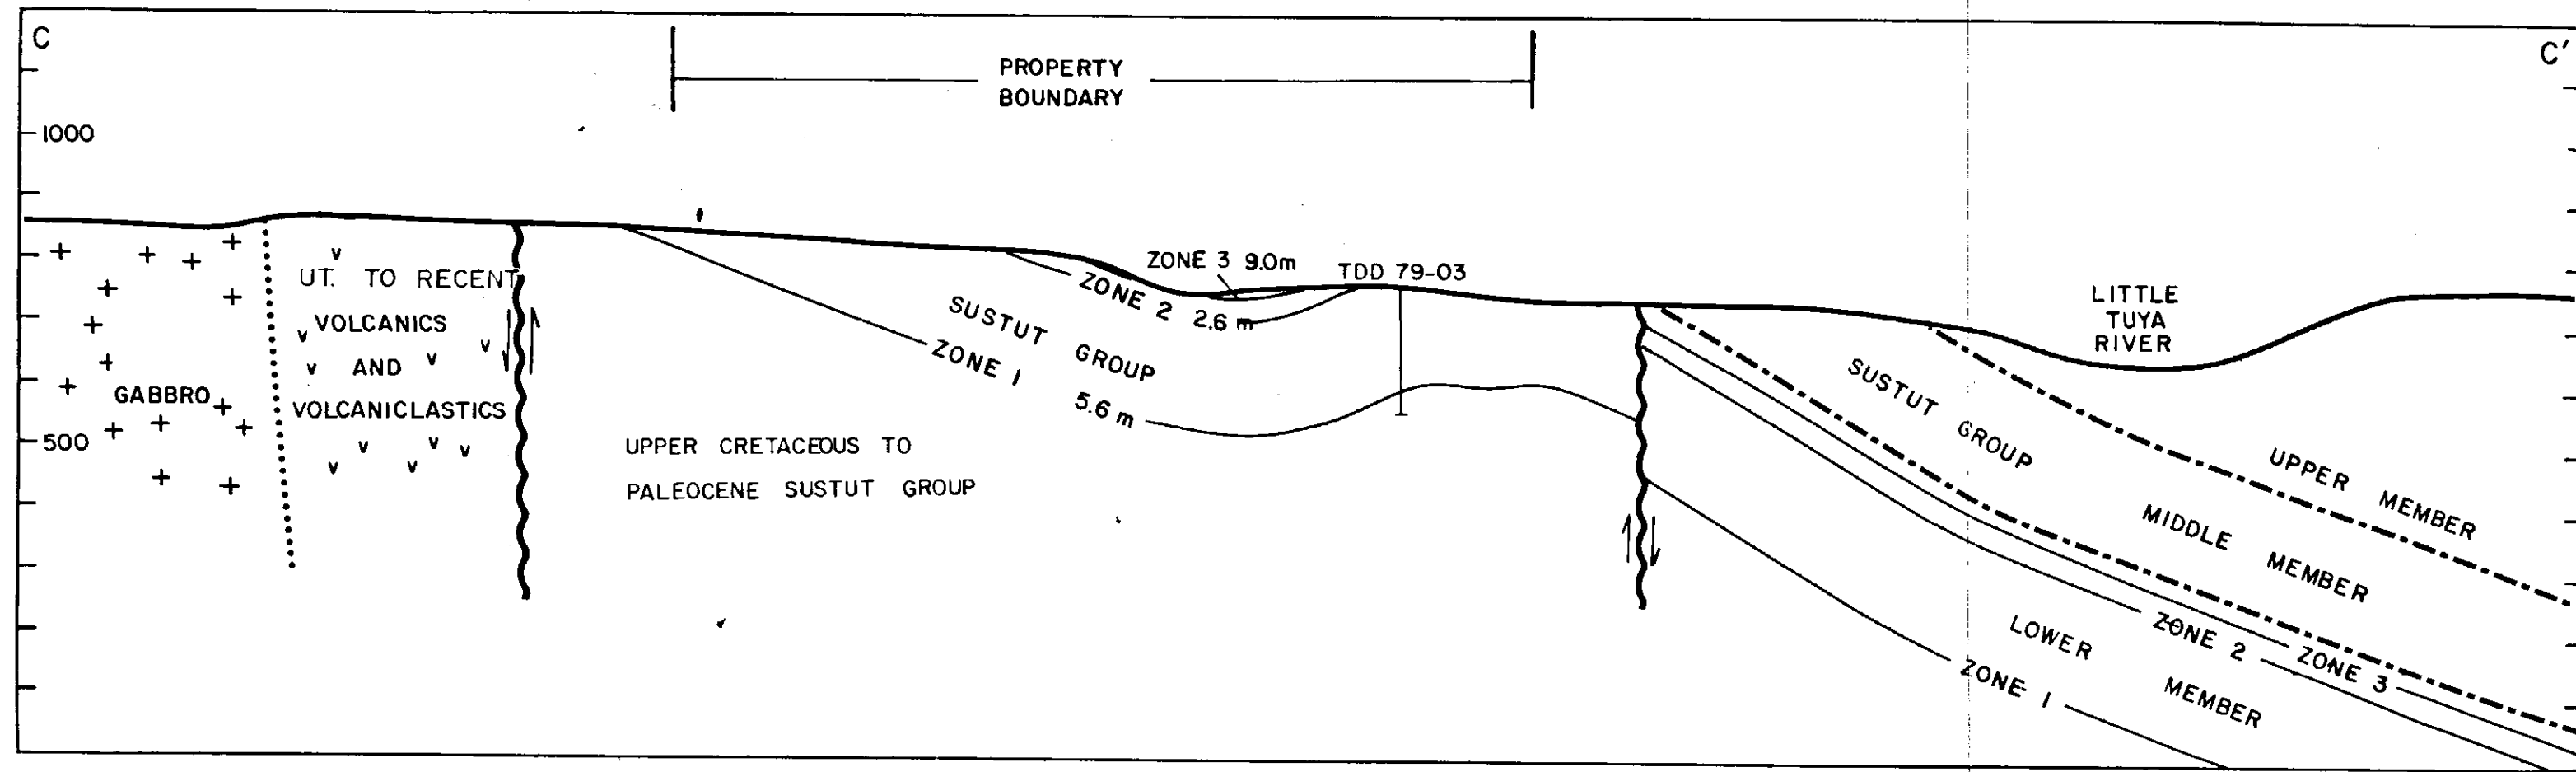 C
C'
PROPERTY
BOUNDARY
1000
500
GABBRO
UT. TO RECENT
VOLCANICS
AND
VOLCANICLASTICS
UPPER CRETACEOUS TO
PALEOCENE SUSTUT GROUP
SUSTUT GROUP
ZONE 1 5.6 m
ZONE 2 2.6 m
ZONE 3 9.0m
TDD 79-03
LITTLE
TUYA
RIVER
SUSTUT GROUP
UPPER MEMBER
MIDDLE MEMBER
LOWER MEMBER
ZONE 2
ZONE 3
ZONE 1